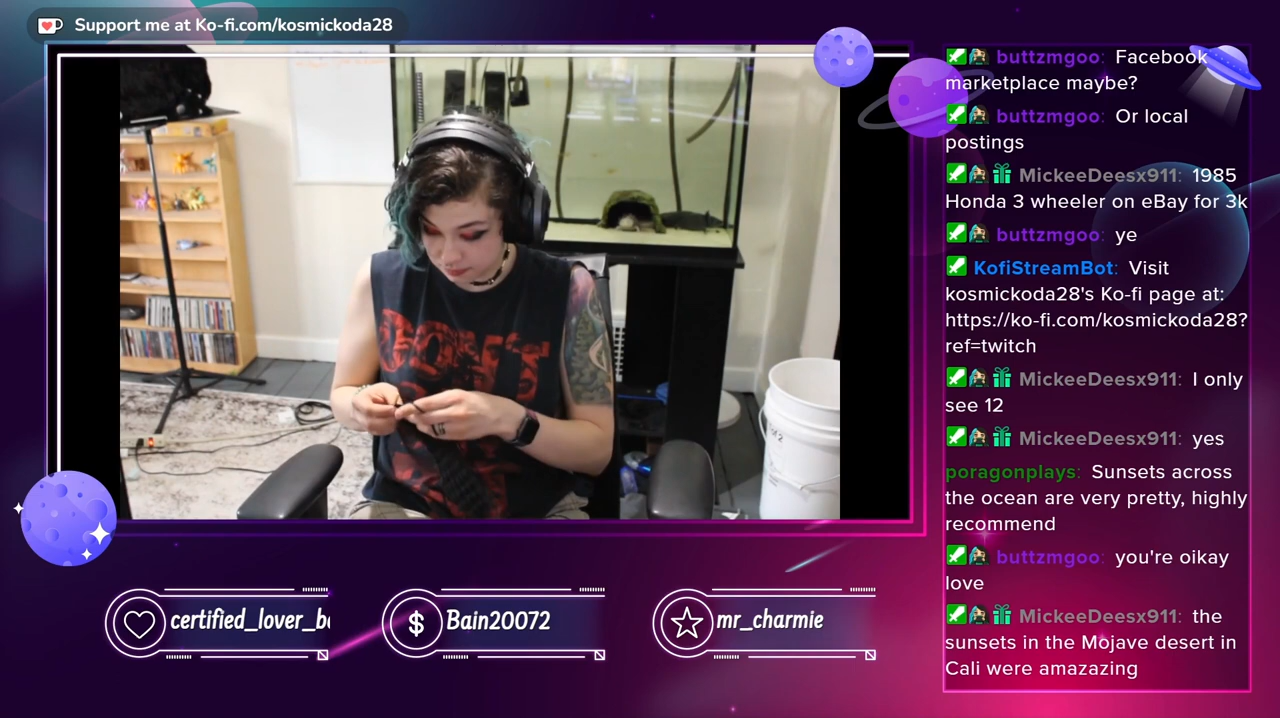 Support me at Ko-fi.com/kosmickoda28
DON'T
buttzmgoo: Facebook
marketplace maybe?
buttzmgoo: Or local
postings
MickeeDeesx911: 1985
Honda 3 wheeler on eBay for 3k
buttzmgoo: ye
KofiStreamBot: Visit
kosmickoda28's Ko-fi page at:
https://ko-fi.com/kosmickoda28?
ref=twitch
MickeeDeesx911: I only
see 12
MickeeDeesx911: yes
poragonplays: Sunsets across
the ocean are very pretty, highly
recommend
buttzmgoo: you're oikay
love
MickeeDeesx911: the
sunsets in the Mojave desert in
Cali were amazazing
certified_lover_bo
$ Bain20072
mr_charmie